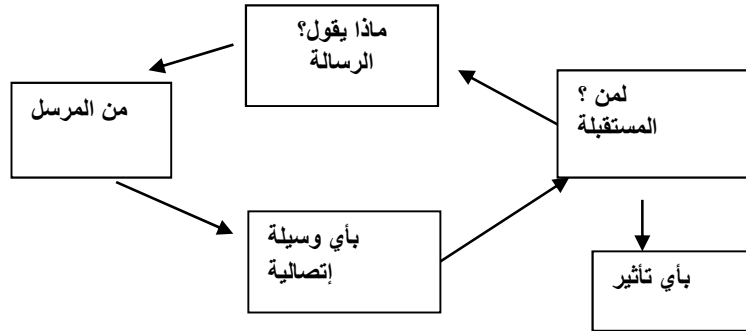 ماذا يقول؟
الرسالة
لمن ؟
المستقبلة
من المرسل
بأي وسيلة
إتصالية
بأي تأثير